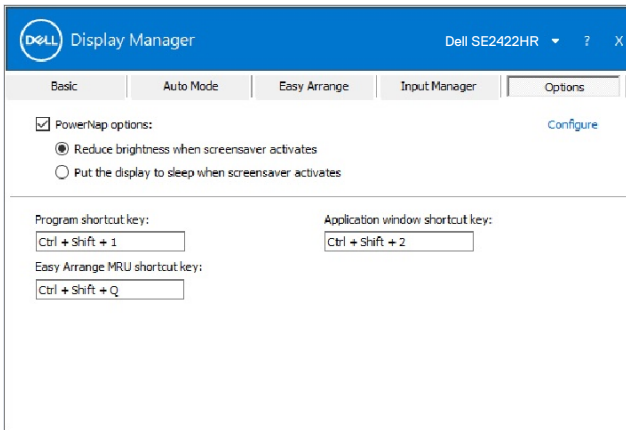 DELL Display Manager
Dell SE2422HR ? X
Basic Auto Mode Easy Arrange Input Manager Options
PowerNap options: Configure
Reduce brightness when screensaver activates
Put the display to sleep when screensaver activates
Program shortcut key: Application window shortcut key:
Ctrl + Shift + 1 Ctrl + Shift + 2
Easy Arrange MRU shortcut key:
Ctrl + Shift + Q